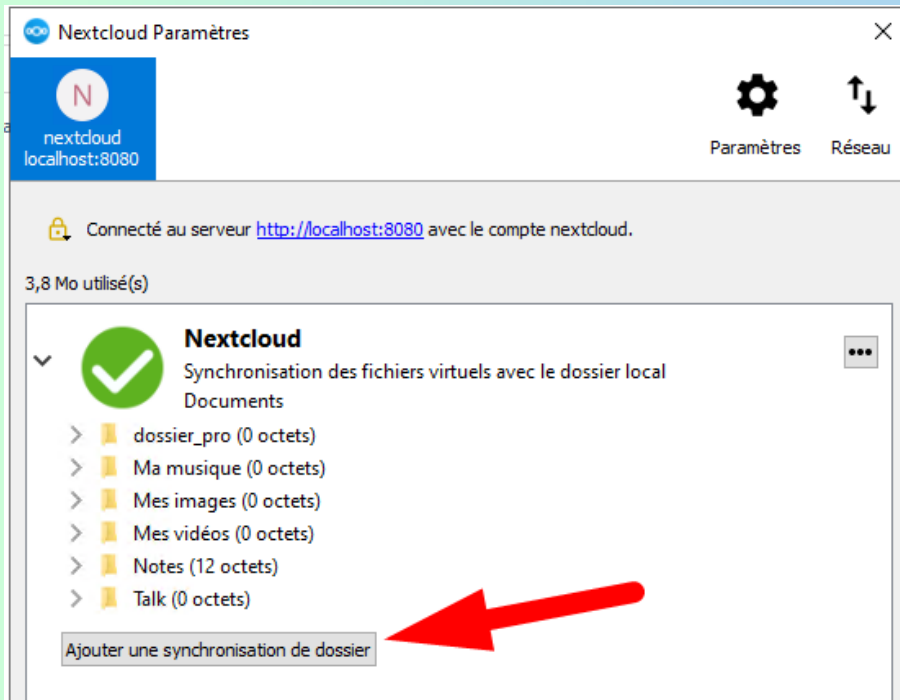 Nextcloud Paramètres
N
nextcloud
localhost:8080
Paramètres
Réseau
Connecté au serveur http://localhost:8080 avec le compte nextcloud.
3,8 Mo utilisé(s)
Nextcloud
Synchronisation des fichiers virtuels avec le dossier local
Documents
dossier_pro (0 octets)
Ma musique (0 octets)
Mes images (0 octets)
Mes vidéos (0 octets)
Notes (12 octets)
Talk (0 octets)
Ajouter une synchronisation de dossier